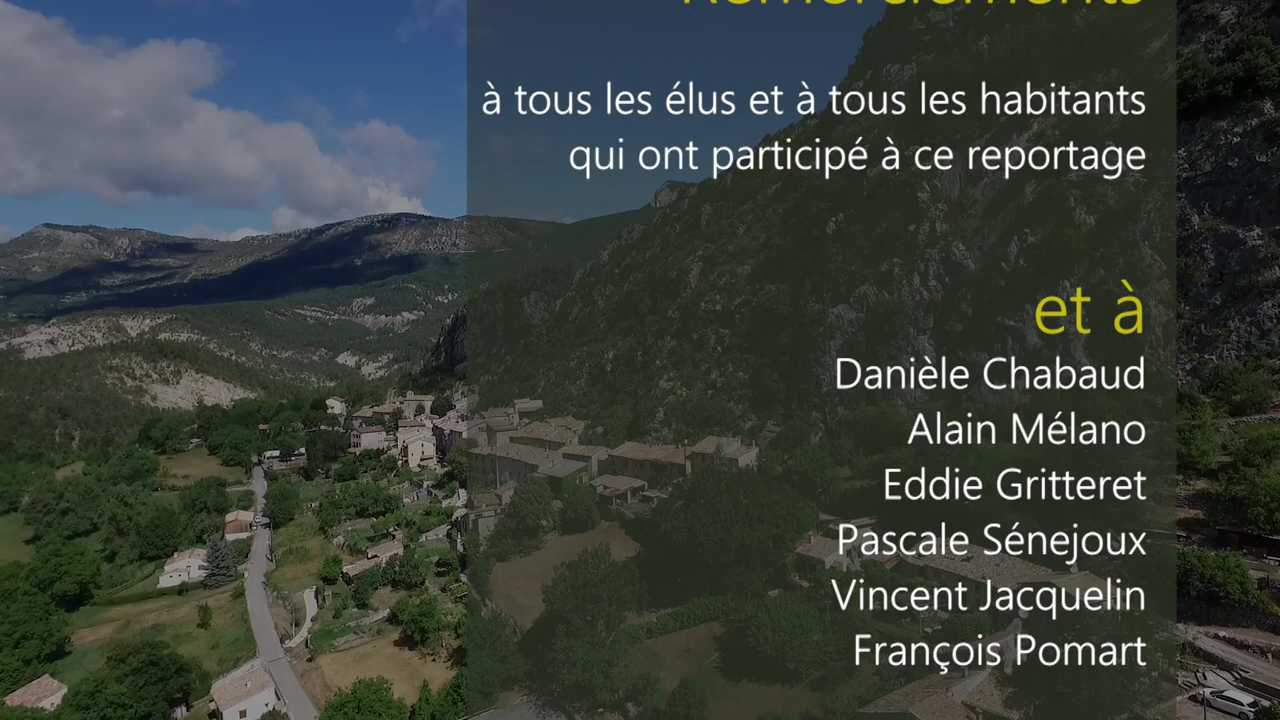 Remerciements
à tous les élus et à tous les habitants
qui ont participé à ce reportage
et à
Danièle Chabaud
Alain Mélano
Eddie Gritteret
Pascale Sénejoux
Vincent Jacquelin
François Pomart